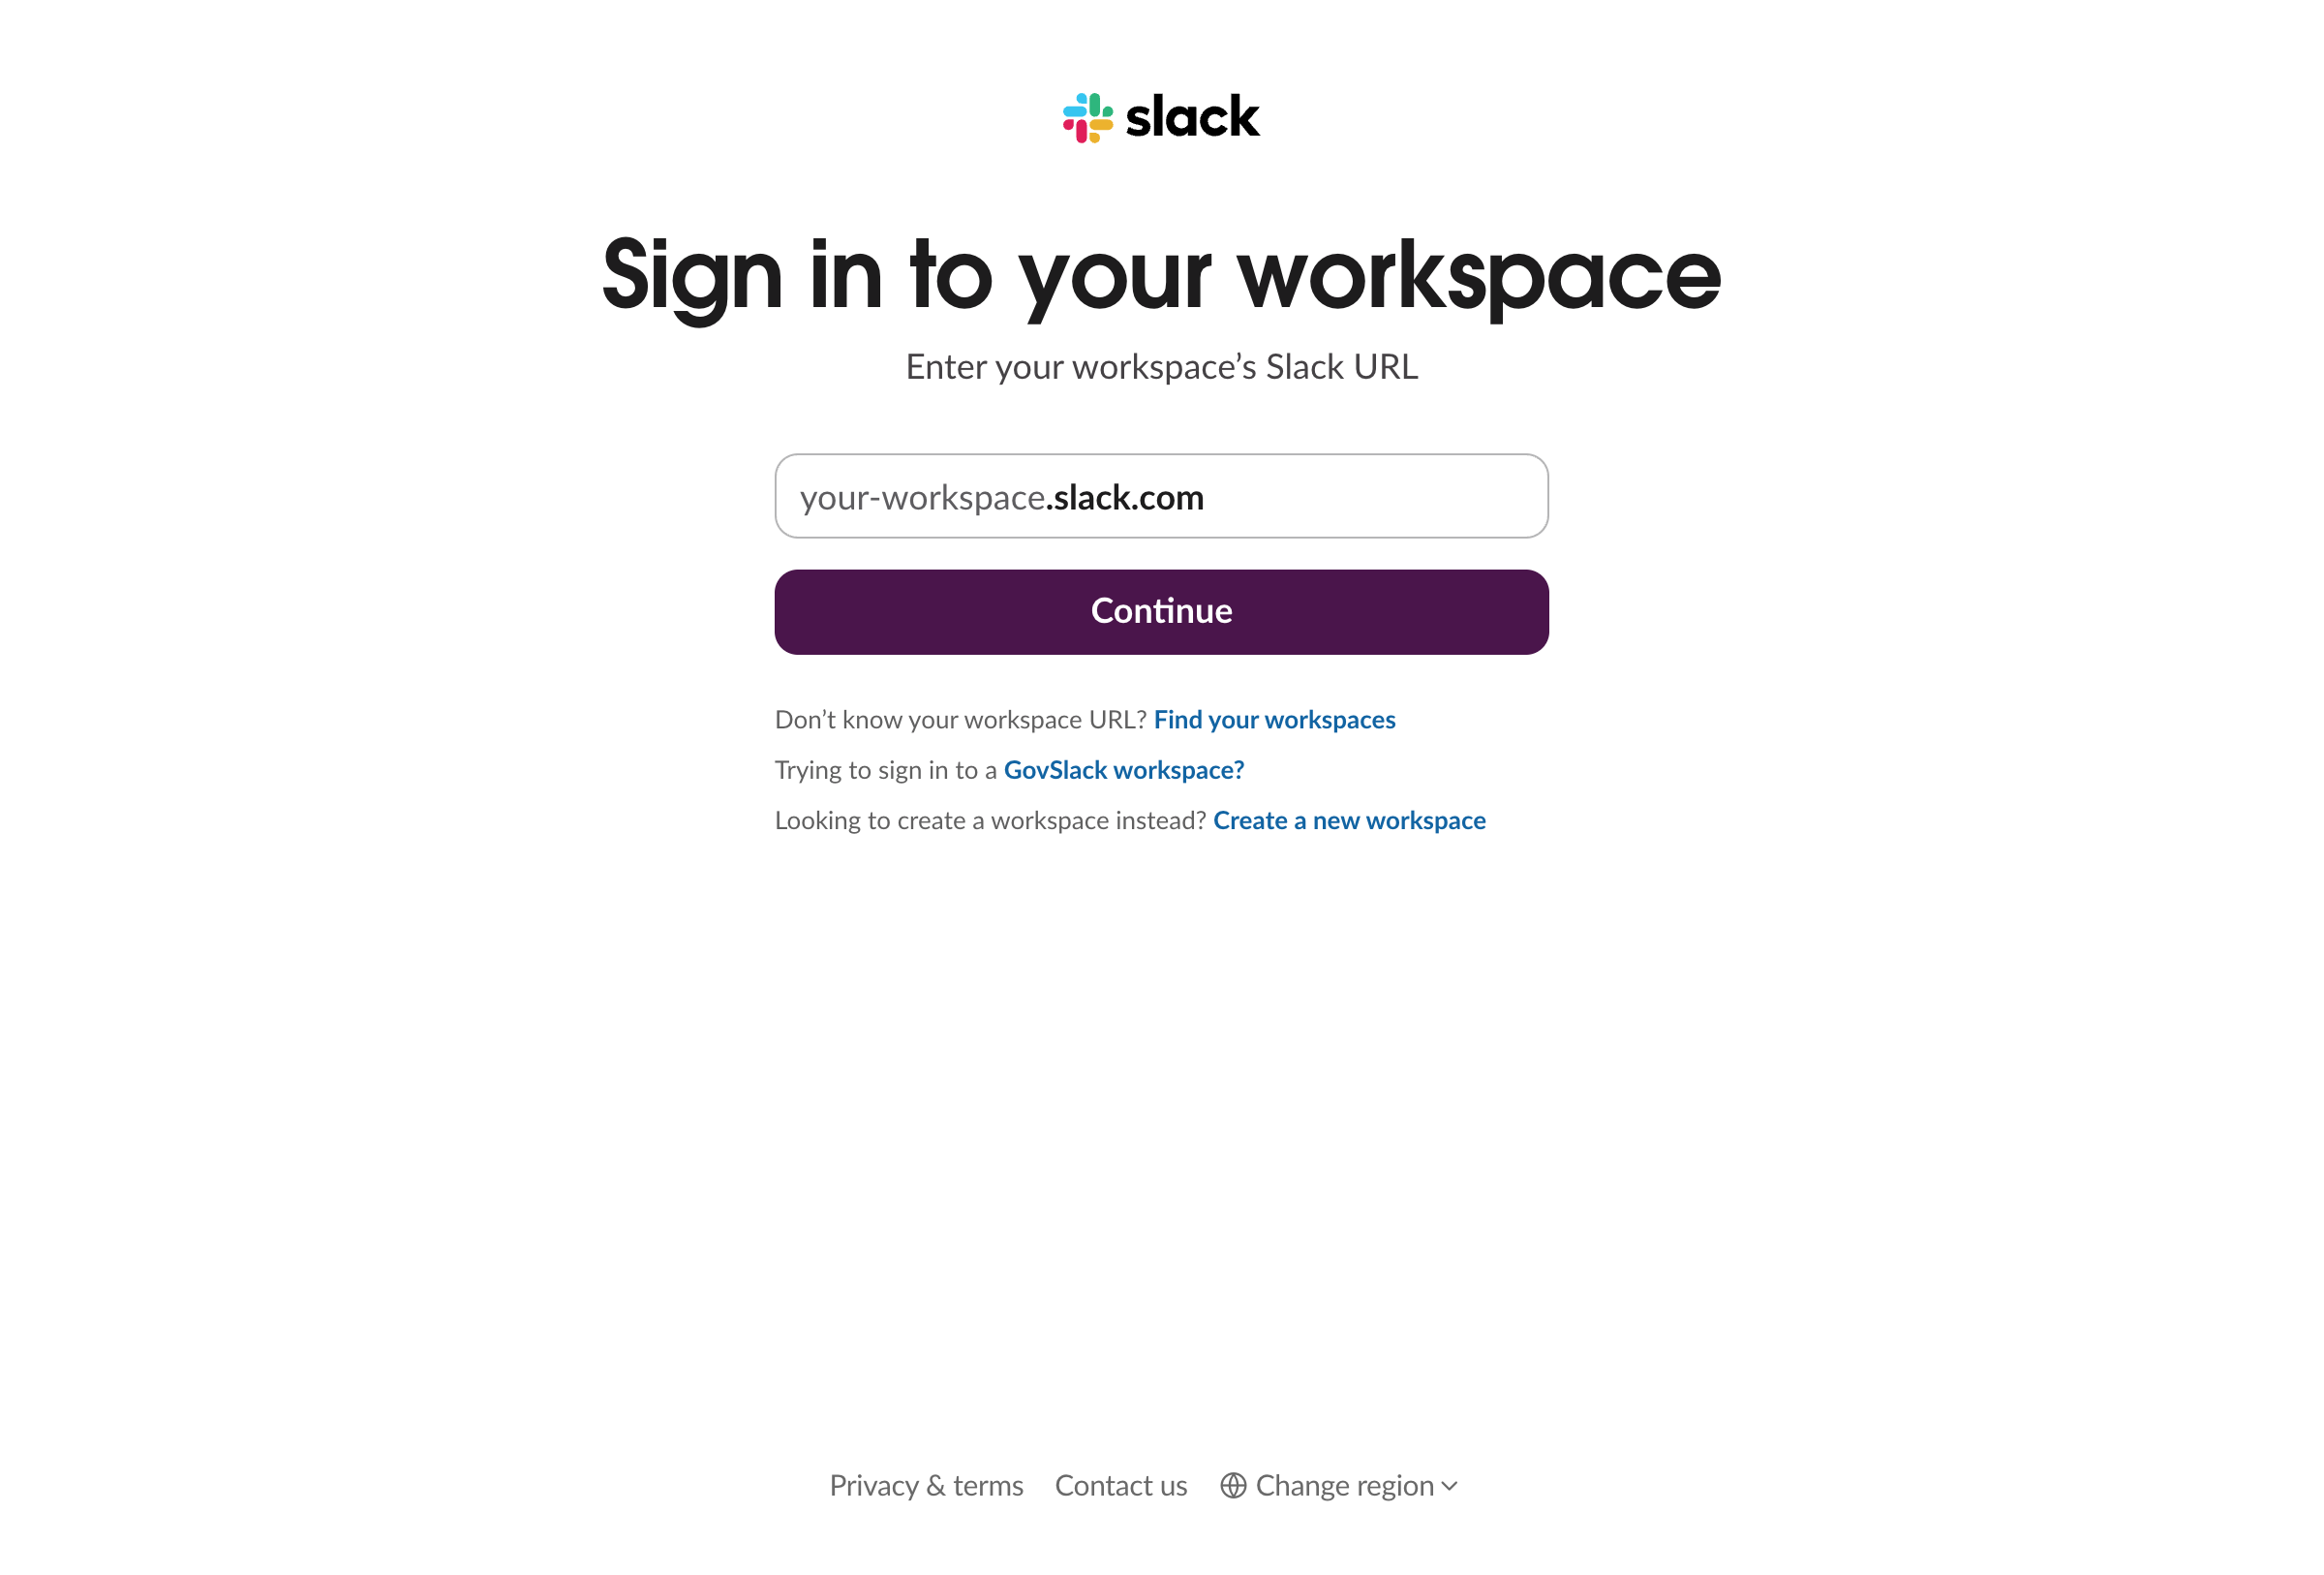 slack
Sign in to your workspace
Enter your workspace’s Slack URL
your-workspace.slack.com
Continue
Don’t know your workspace URL? Find your workspaces
Trying to sign in to a GovSlack workspace?
Looking to create a workspace instead? Create a new workspace
Privacy & terms Contact us Change region